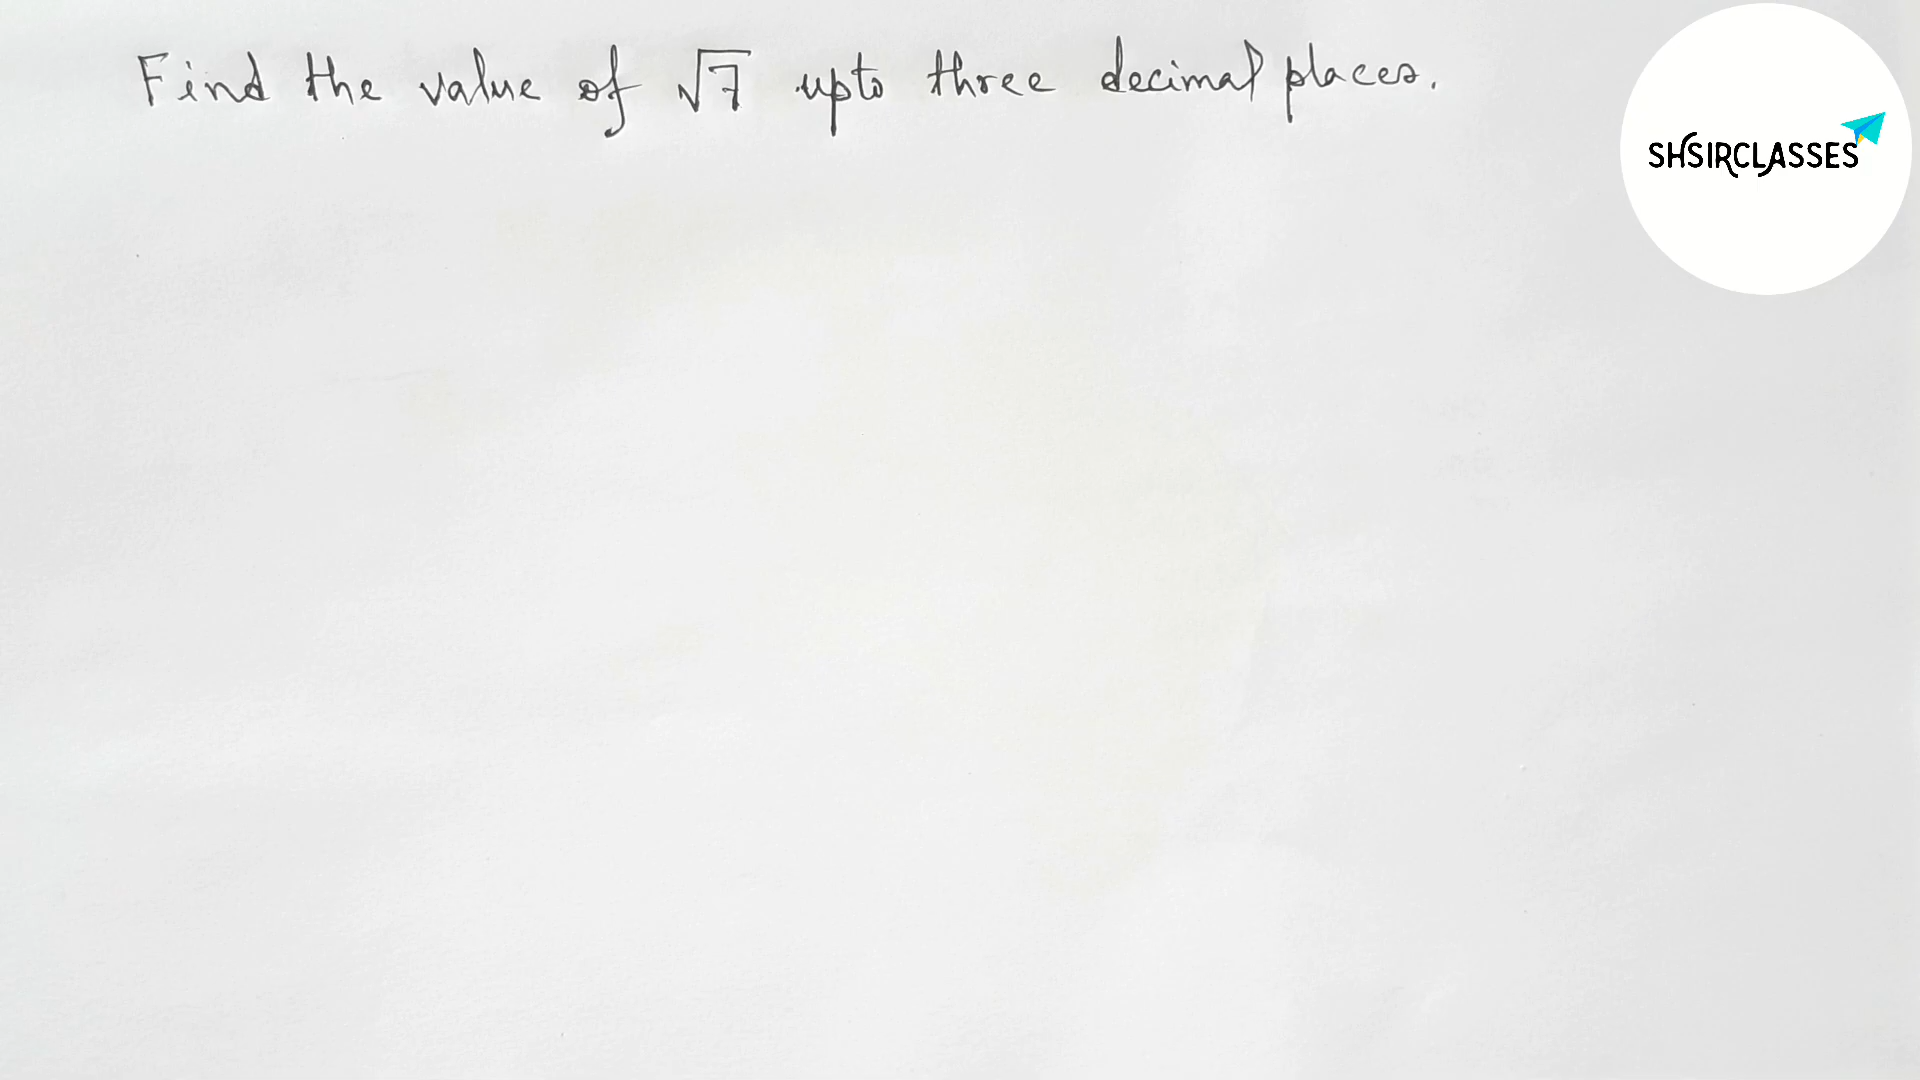 Find the value of √7 upto three decimal places.
SHSIRCLASSES